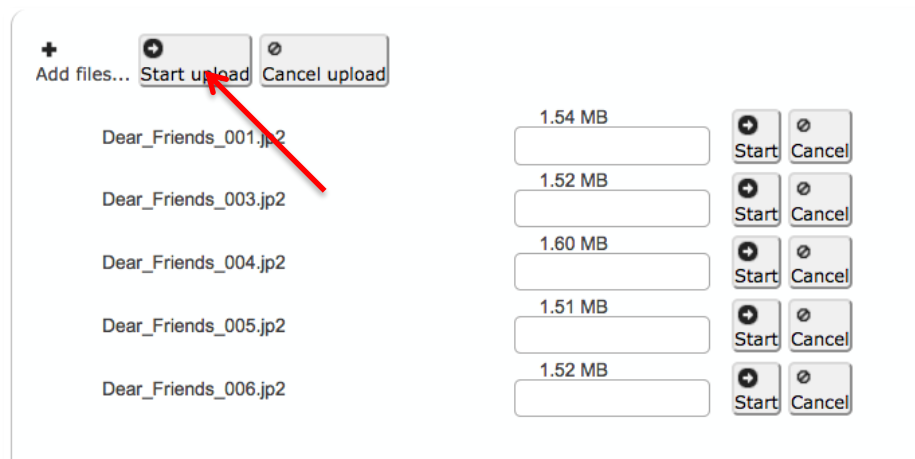 Add files... Start upload Cancel upload
1.54 MB
Dear_Friends_001.jp2
Start Cancel
1.52 MB
Dear_Friends_003.jp2
Start Cancel
1.60 MB
Dear_Friends_004.jp2
Start Cancel
1.51 MB
Dear_Friends_005.jp2
Start Cancel
1.52 MB
Dear_Friends_006.jp2
Start Cancel